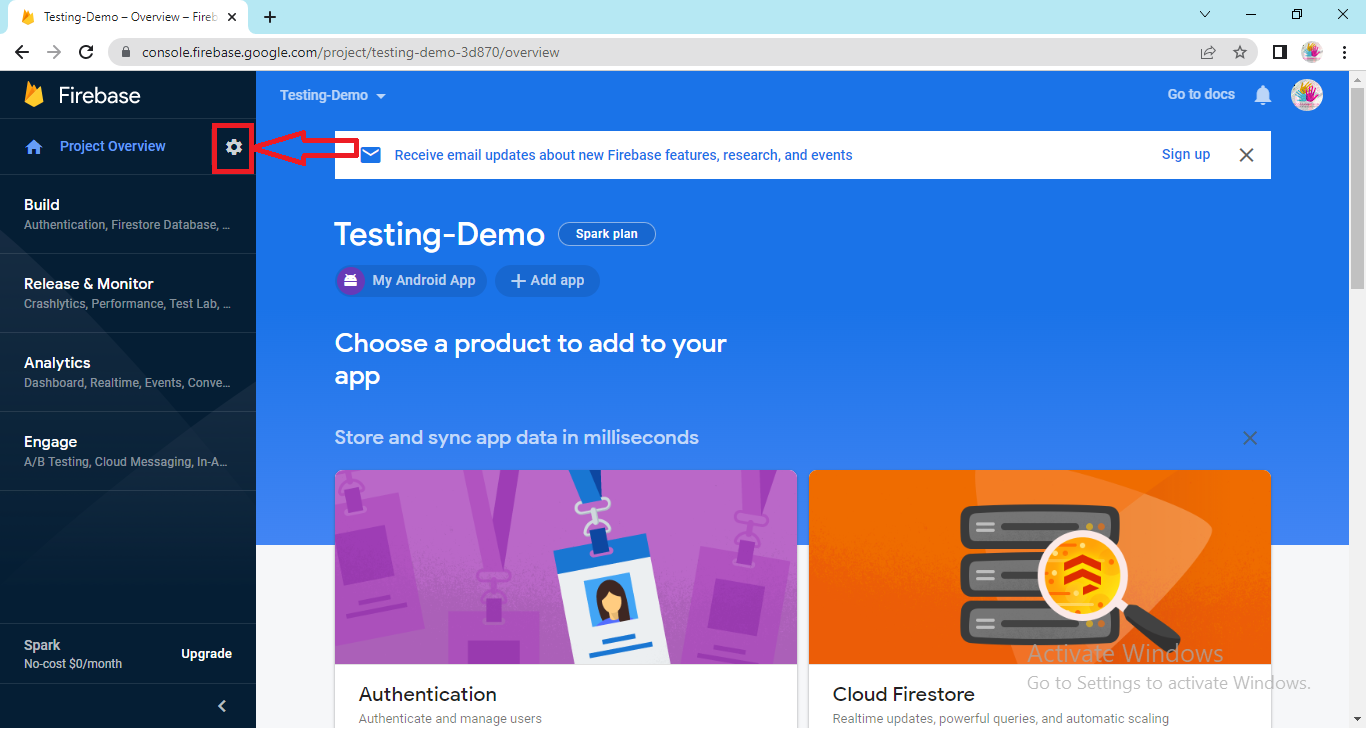 Testing-Demo – Overview – Fireb
console.firebase.google.com/project/testing-demo-3d870/overview
Firebase
Testing-Demo
Go to docs
Project Overview
Receive email updates about new Firebase features, research, and events
Sign up
Build
Authentication, Firestore Database, ...
Testing-Demo
Spark plan
Release & Monitor
Crashlytics, Performance, Test Lab, ...
My Android App
Add app
Choose a product to add to your
app
Analytics
Dashboard, Realtime, Events, Conve...
Engage
A/B Testing, Cloud Messaging, In-A...
Store and sync app data in milliseconds
Spark
No-cost $0/month
Upgrade
Authentication
Authenticate and manage users
Cloud Firestore
Realtime updates, powerful queries, and automatic scaling
Activate Windows
Go to Settings to activate Windows.